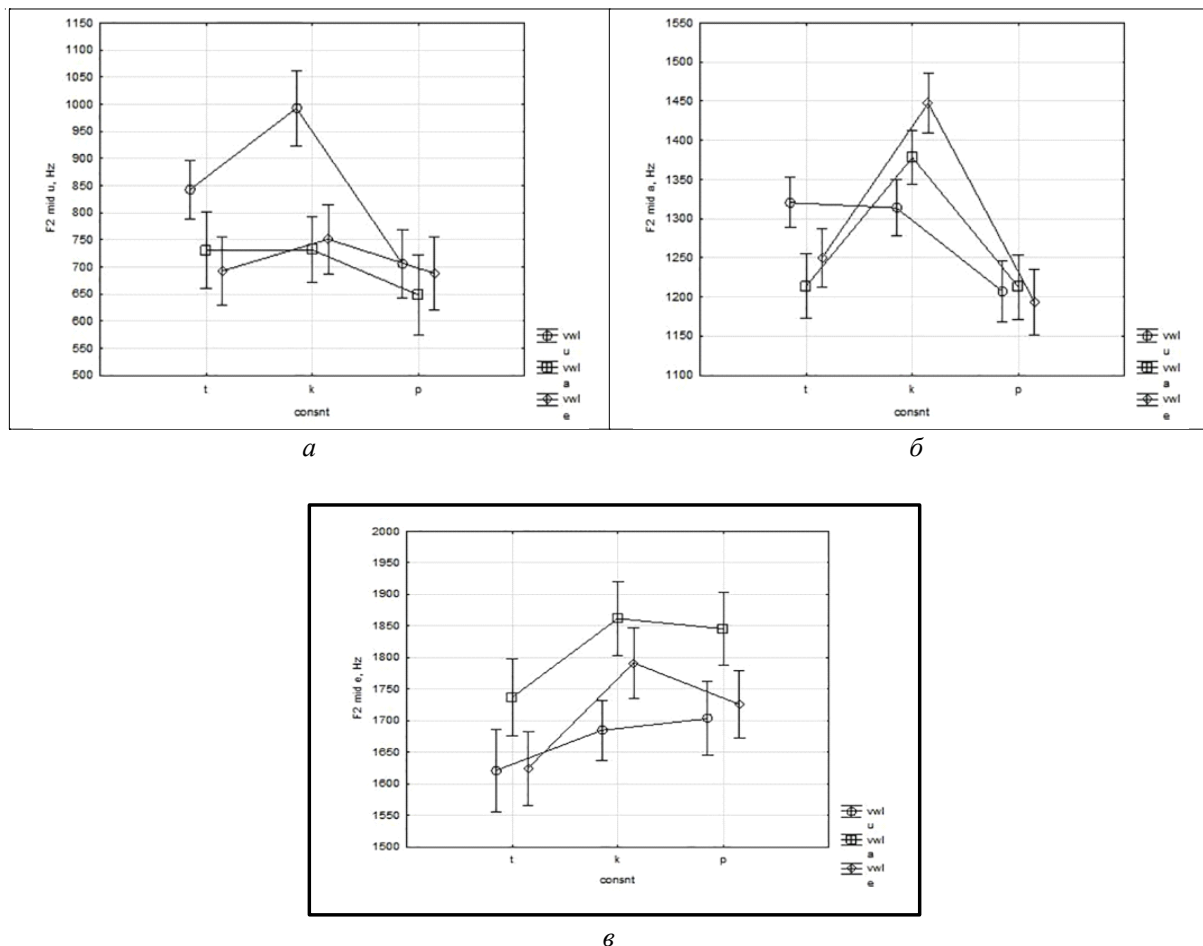 1150
1100
1050
1000
950
900
850
800
750
700
650
600
550
500
F2 mid u, Hz
t k p
consnt
vwl
u
vwl
a
vwl
e
а
1550
1500
1450
1400
1350
1300
1250
1200
1150
1100
F2 mid a, Hz
t k p
consnt
vwl
u
vwl
a
vwl
e
б
2000
1950
1900
1850
1800
1750
1700
1650
1600
1550
1500
F2 mid e, Hz
t k p
consnt
vwl
u
vwl
a
vwl
e
в